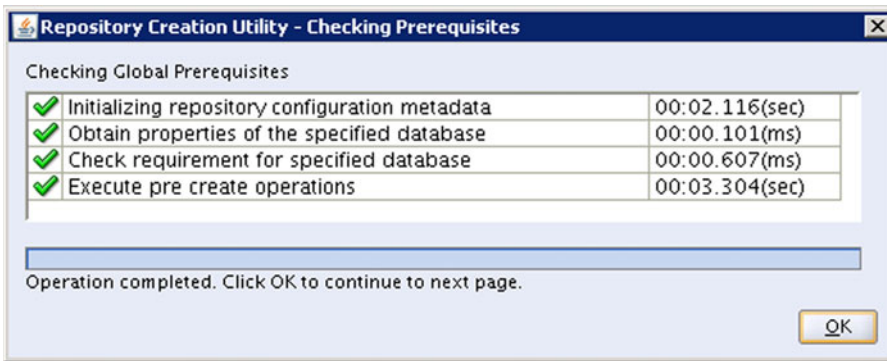 Repository Creation Utility - Checking Prerequisites
Checking Global Prerequisites
Initializing repository configuration metadata 00:02.116(sec)
Obtain properties of the specified database 00:00.101(ms)
Check requirement for specified database 00:00.607(ms)
Execute pre create operations 00:03.304(sec)
Operation completed. Click OK to continue to next page.
OK